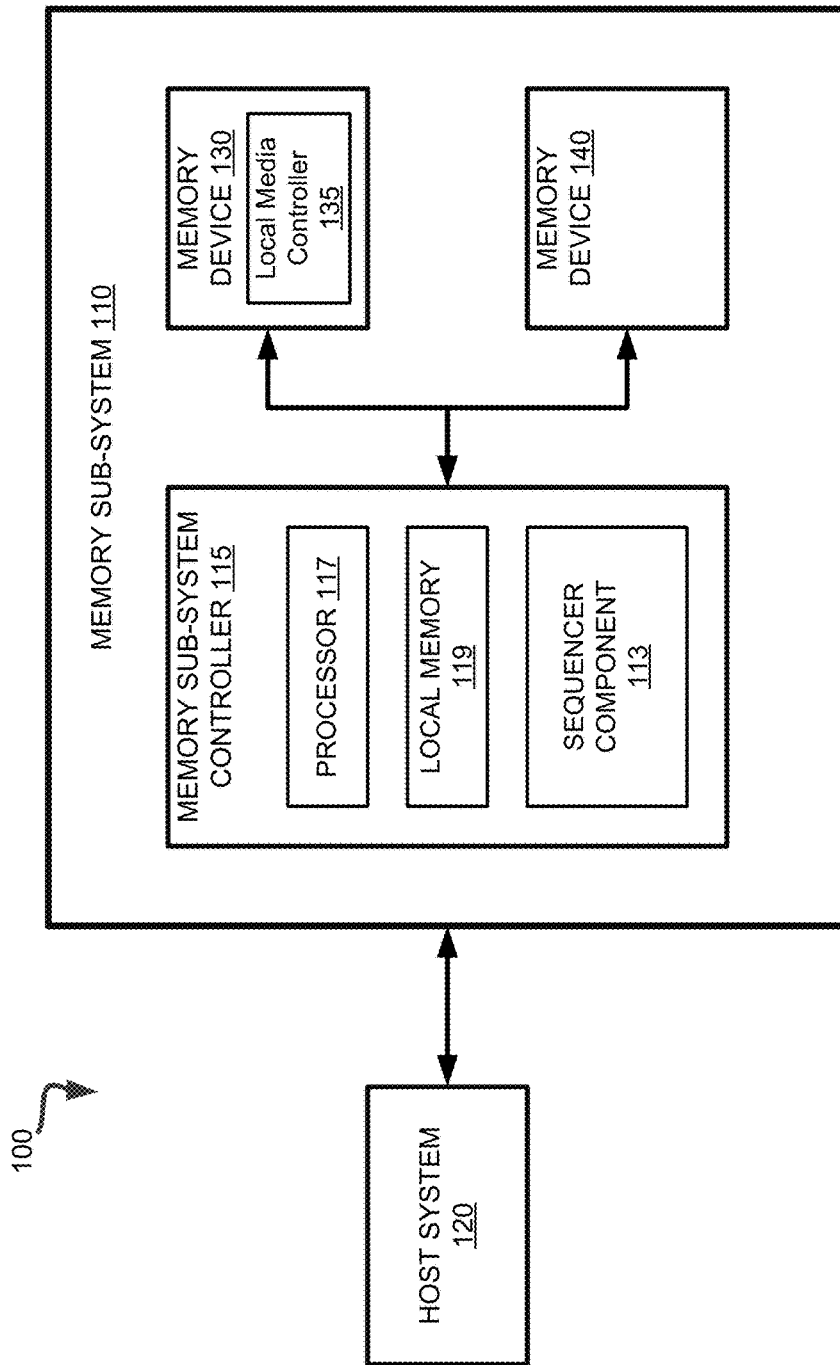 100
HOST SYSTEM
120
MEMORY SUB-SYSTEM 110
MEMORY SUB-SYSTEM
CONTROLLER 115
PROCESSOR 117
LOCAL MEMORY
119
SEQUENCER
COMPONENT
113
MEMORY
DEVICE 130
Local Media
Controller
135
MEMORY
DEVICE 140